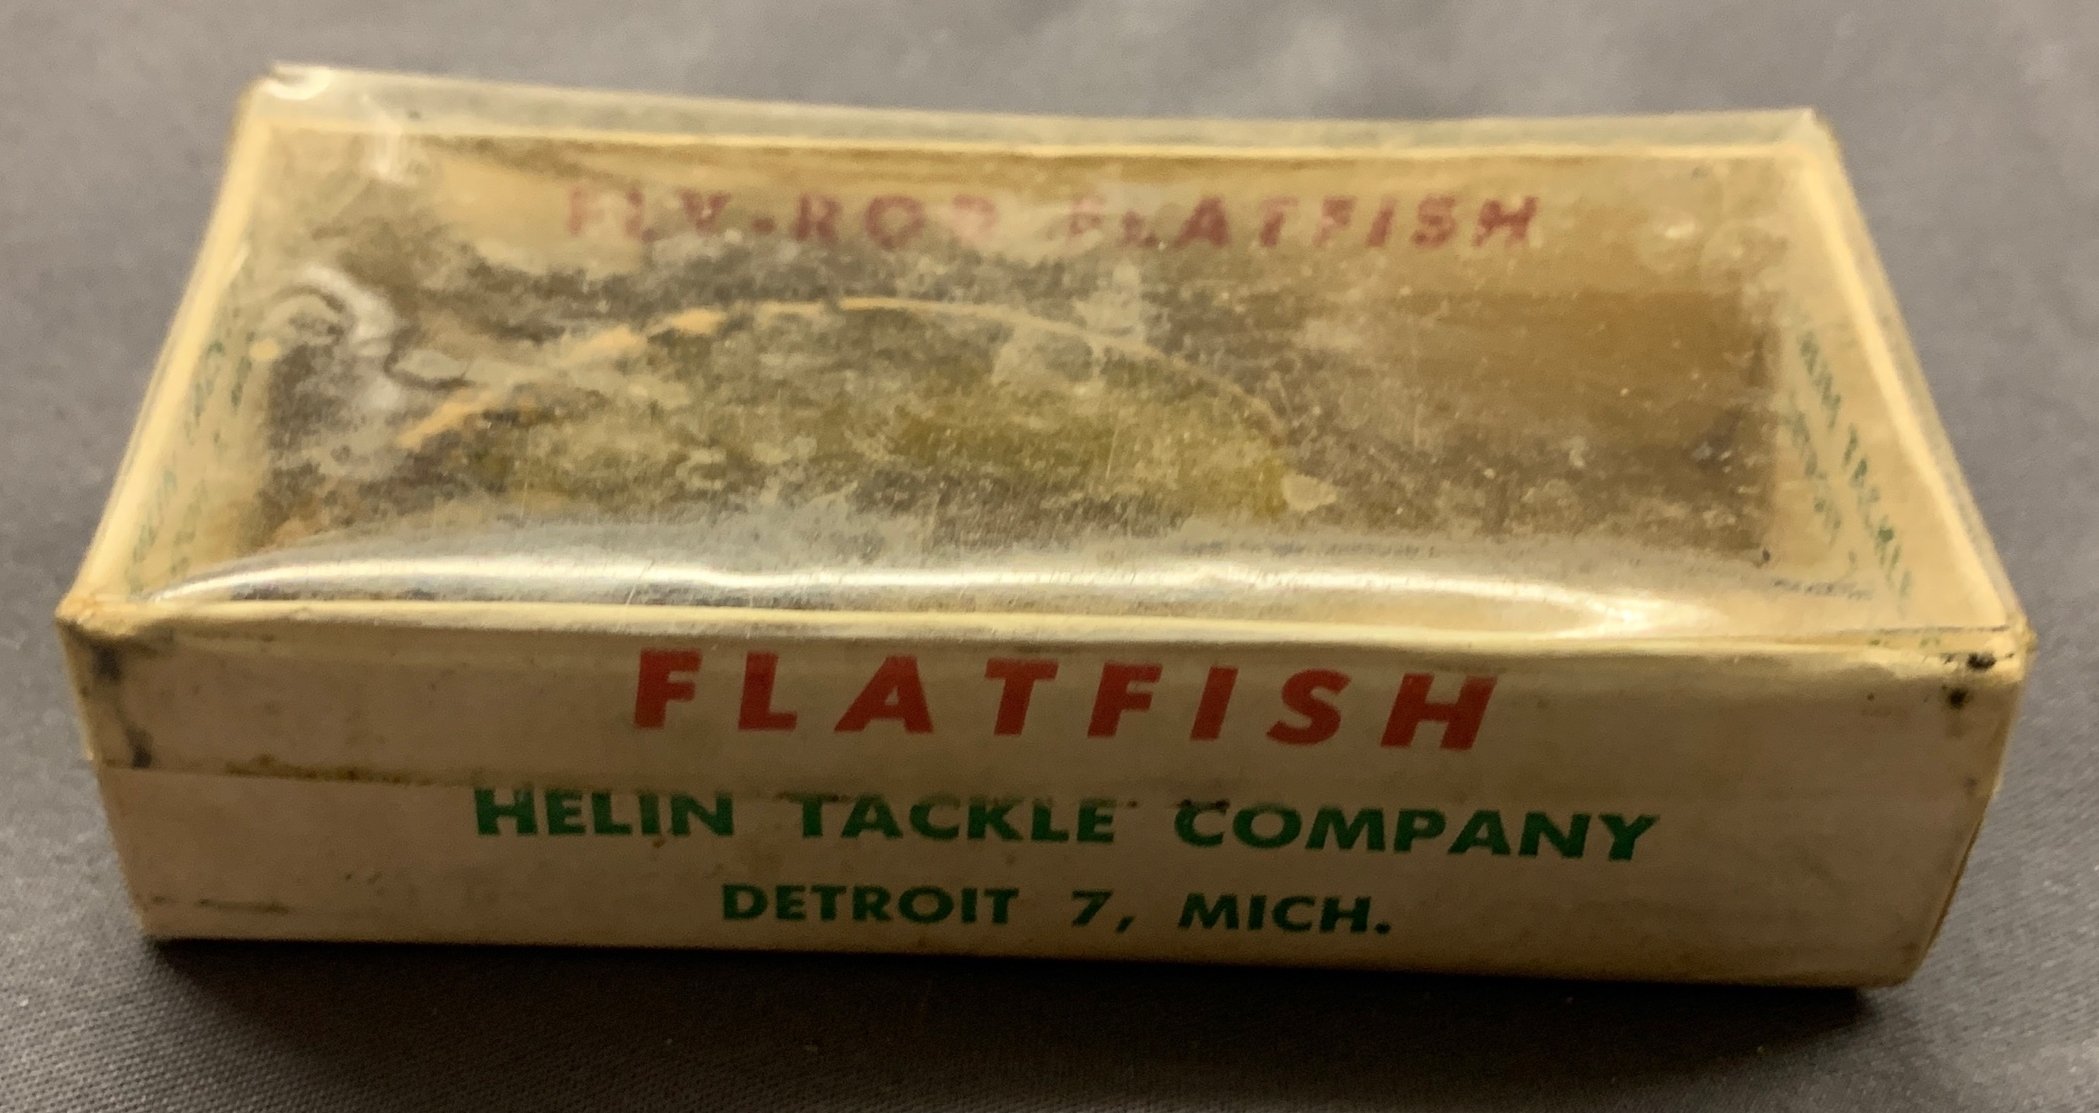 FLY-ROD FLATFISH
FLATFISH
HELIN TACKLE COMPANY
DETROIT 7, MICH.